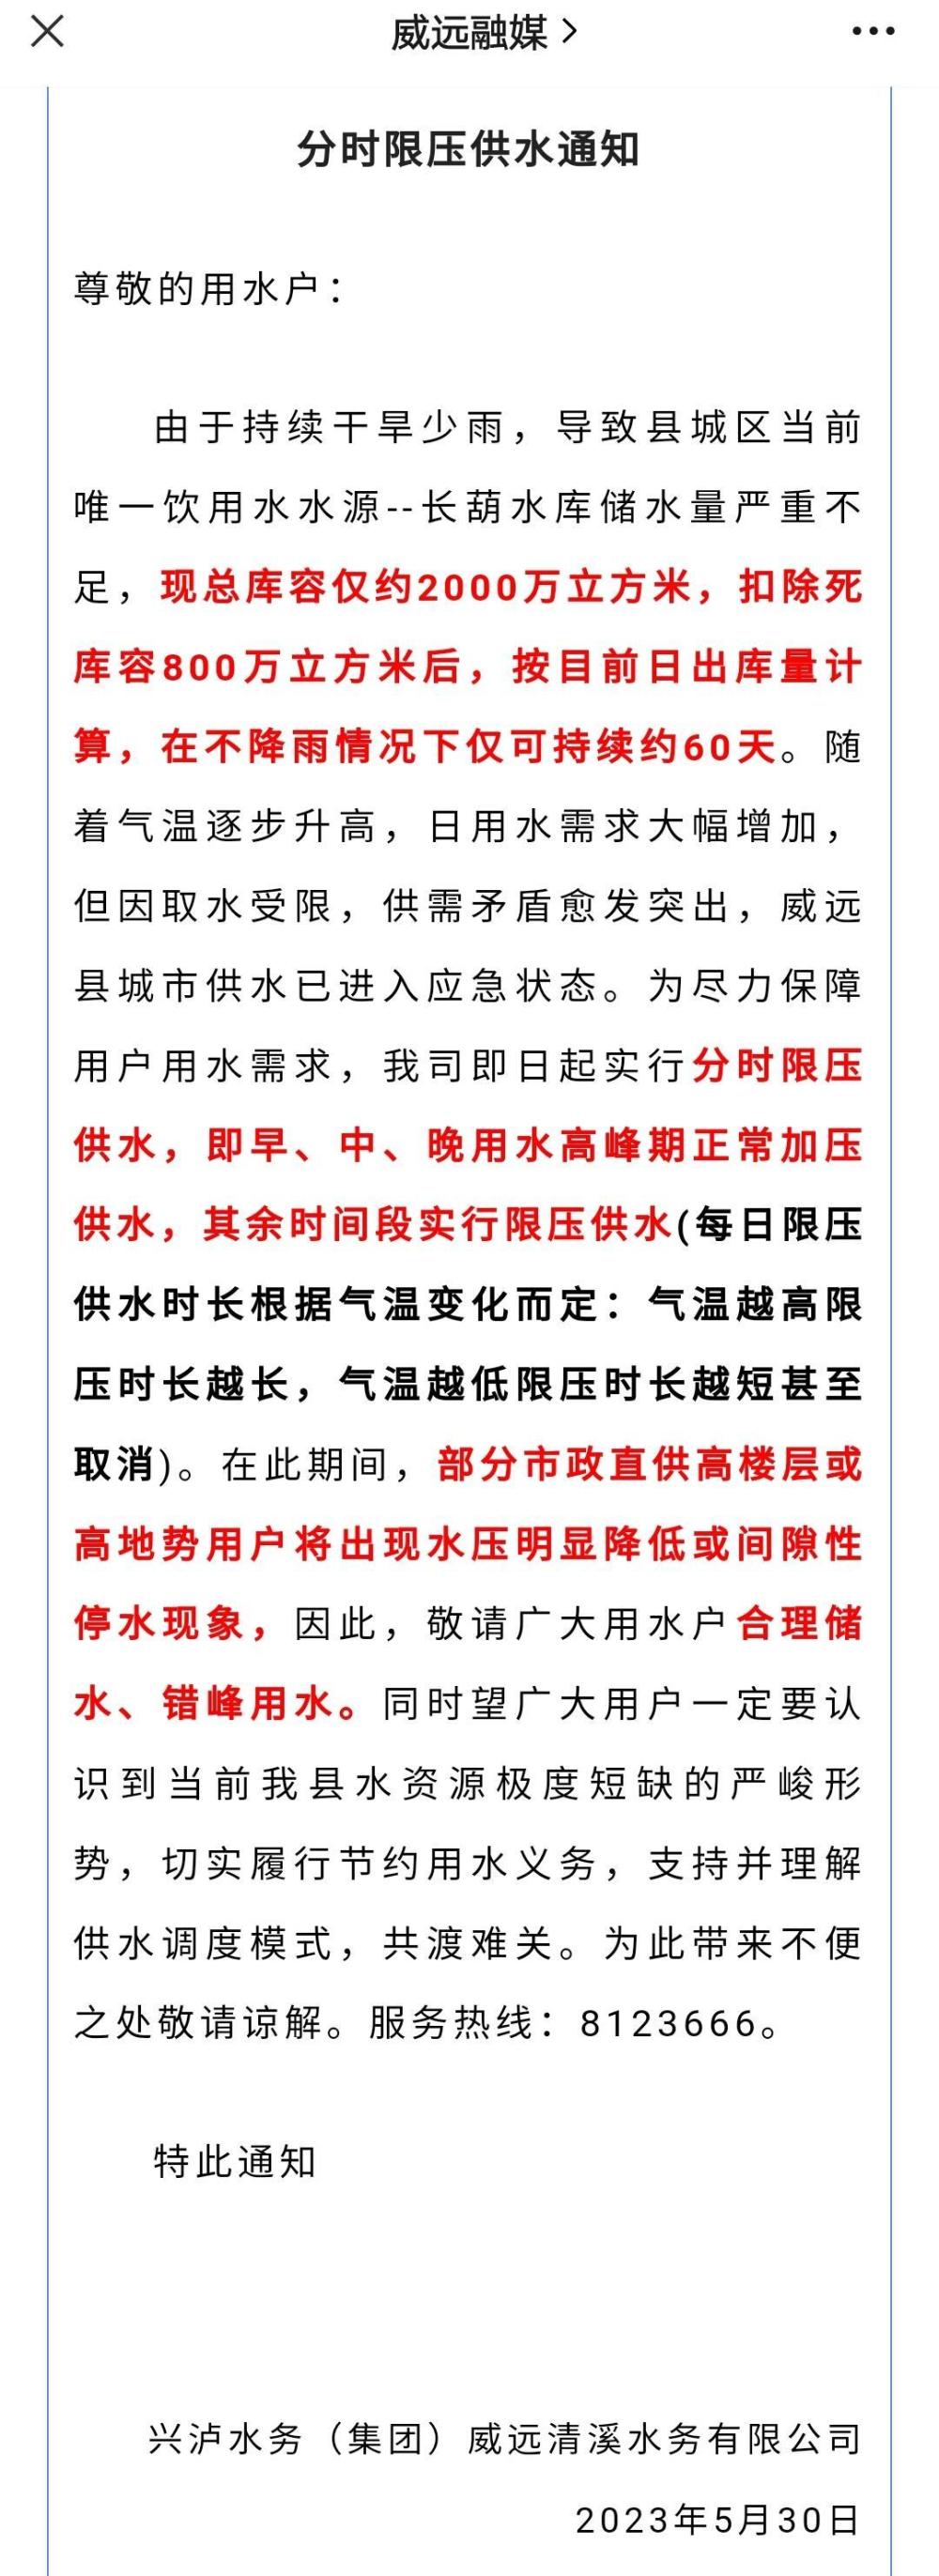 威远融媒
分时限压供水通知
尊敬的用水户：
由于持续干旱少雨，导致县城区当前
唯一饮用水水源--长葫水库储水量严重不
足，现总库容仅约2000万立方米，扣除死
库容800万立方米后，按目前日出库量计
算，在不降雨情况下仅可持续约60天。随
着气温逐步升高，日用水需求大幅增加，
但因取水受限，供需矛盾愈发突出，威远
县城市供水已进入应急状态。为尽力保障
用户用水需求，我司即日起实行分时限压
供水，即早、中、晚用水高峰期正常加压
供水，其余时间段实行限压供水(每日限压
供水时长根据气温变化而定：气温越高限
压时长越长，气温越低限压时长越短甚至
取消)。在此期间，部分市政直供高楼层或
高地势用户将出现水压明显降低或间隙性
停水现象，因此，敬请广大用水户合理储
水、错峰用水。同时望广大用户一定要认
识到当前我县水资源极度短缺的严峻形
势，切实履行节约用水义务，支持并理解
供水调度模式，共渡难关。为此带来不便
之处敬请谅解。服务热线：8123666。
特此通知
兴泸水务（集团）威远清溪水务有限公司
2023年5月30日